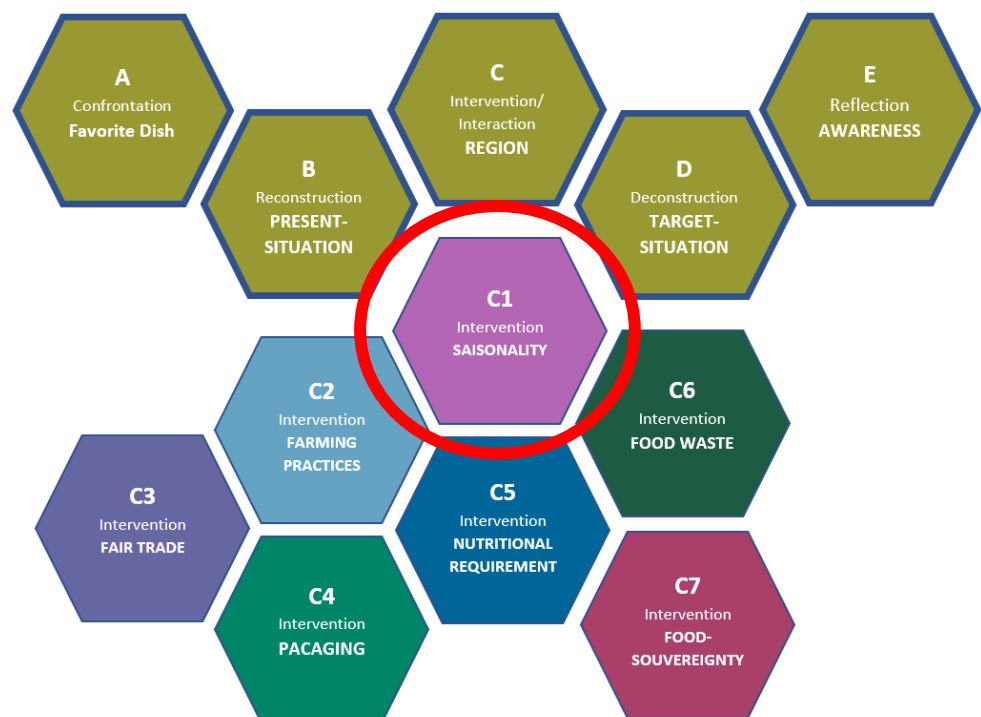 A
Confrontation
Favorite Dish
B
Reconstruction
PRESENT-
SITUATION
C
Intervention/
Interaction
REGION
D
Deconstruction
TARGET-
SITUATION
E
Reflection
AWARENESS
C1
Intervention
SAISONALITY
C2
Intervention
FARMING
PRACTICES
C3
Intervention
FAIR TRADE
C4
Intervention
PACAGING
C5
Intervention
NUTRITIONAL
REQUIREMENT
C6
Intervention
FOOD WASTE
C7
Intervention
FOOD-
SOUVEREIGNTY